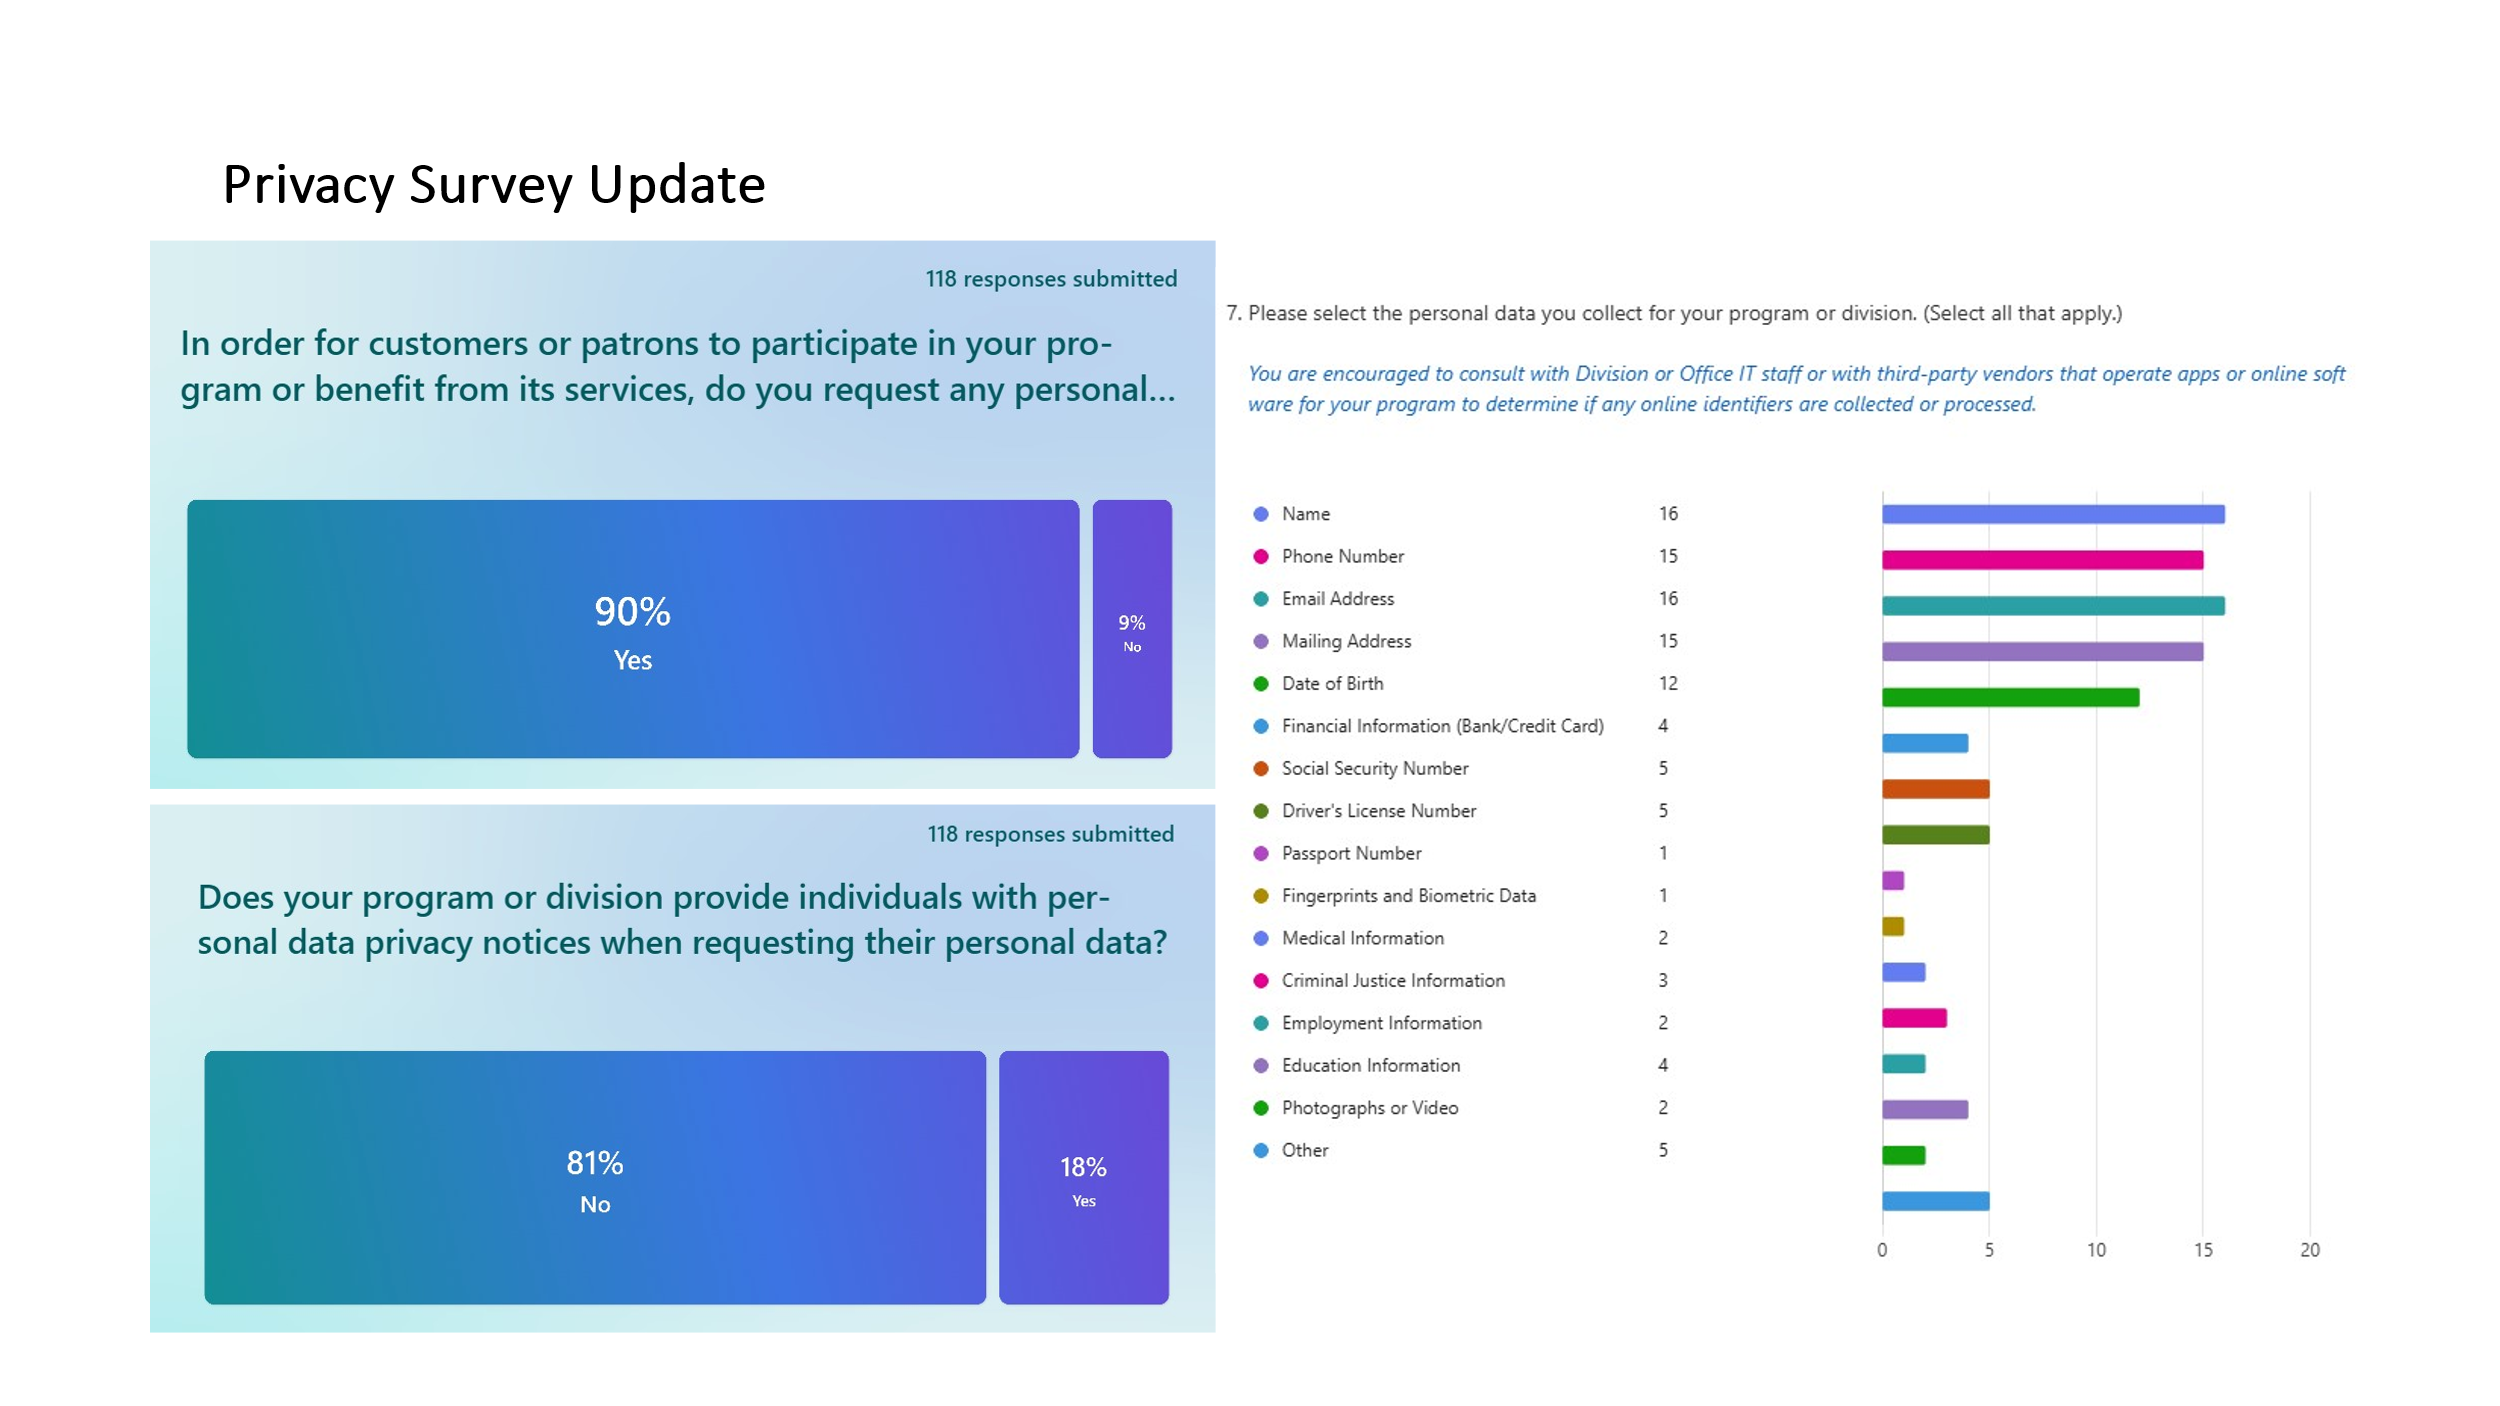 Privacy Survey Update
118 responses submitted
In order for customers or patrons to participate in your pro-
gram or benefit from its services, do you request any personal...
90%
Yes
9%
No
118 responses submitted
Does your program or division provide individuals with per-
sonal data privacy notices when requesting their personal data?
81%
No
18%
Yes
7. Please select the personal data you collect for your program or division. (Select all that apply.)
You are encouraged to consult with Division or Office IT staff or with third-party vendors that operate apps or online soft
ware for your program to determine if any online identifiers are collected or processed.
Name 16
Phone Number 15
Email Address 16
Mailing Address 15
Date of Birth 12
Financial Information (Bank/Credit Card) 4
Social Security Number 5
Driver's License Number 5
Passport Number 1
Fingerprints and Biometric Data 1
Medical Information 2
Criminal Justice Information 3
Employment Information 2
Education Information 4
Photographs or Video 2
Other 5
0 5 10 15 20